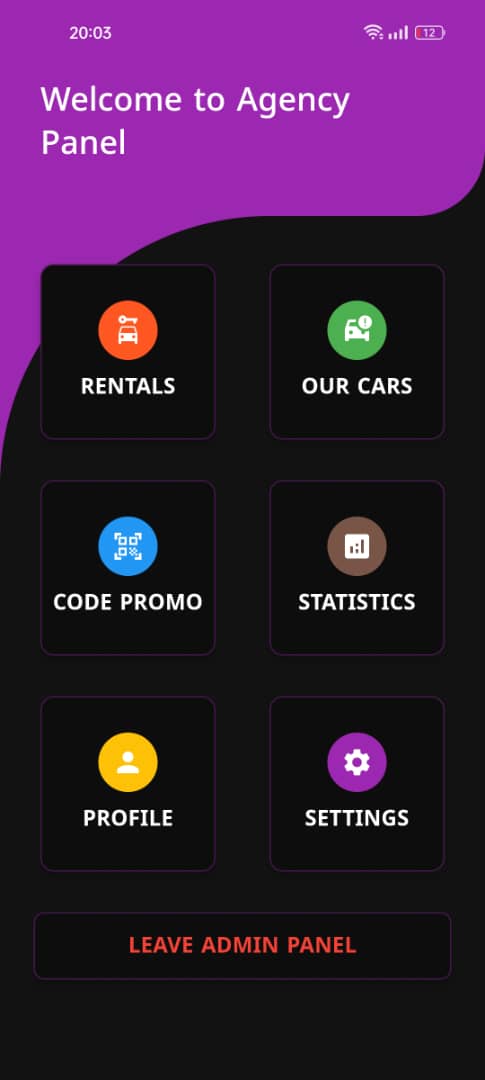 20:03
12
Welcome to Agency
Panel
RENTALS
OUR CARS
CODE PROMO
STATISTICS
PROFILE
SETTINGS
LEAVE ADMIN PANEL